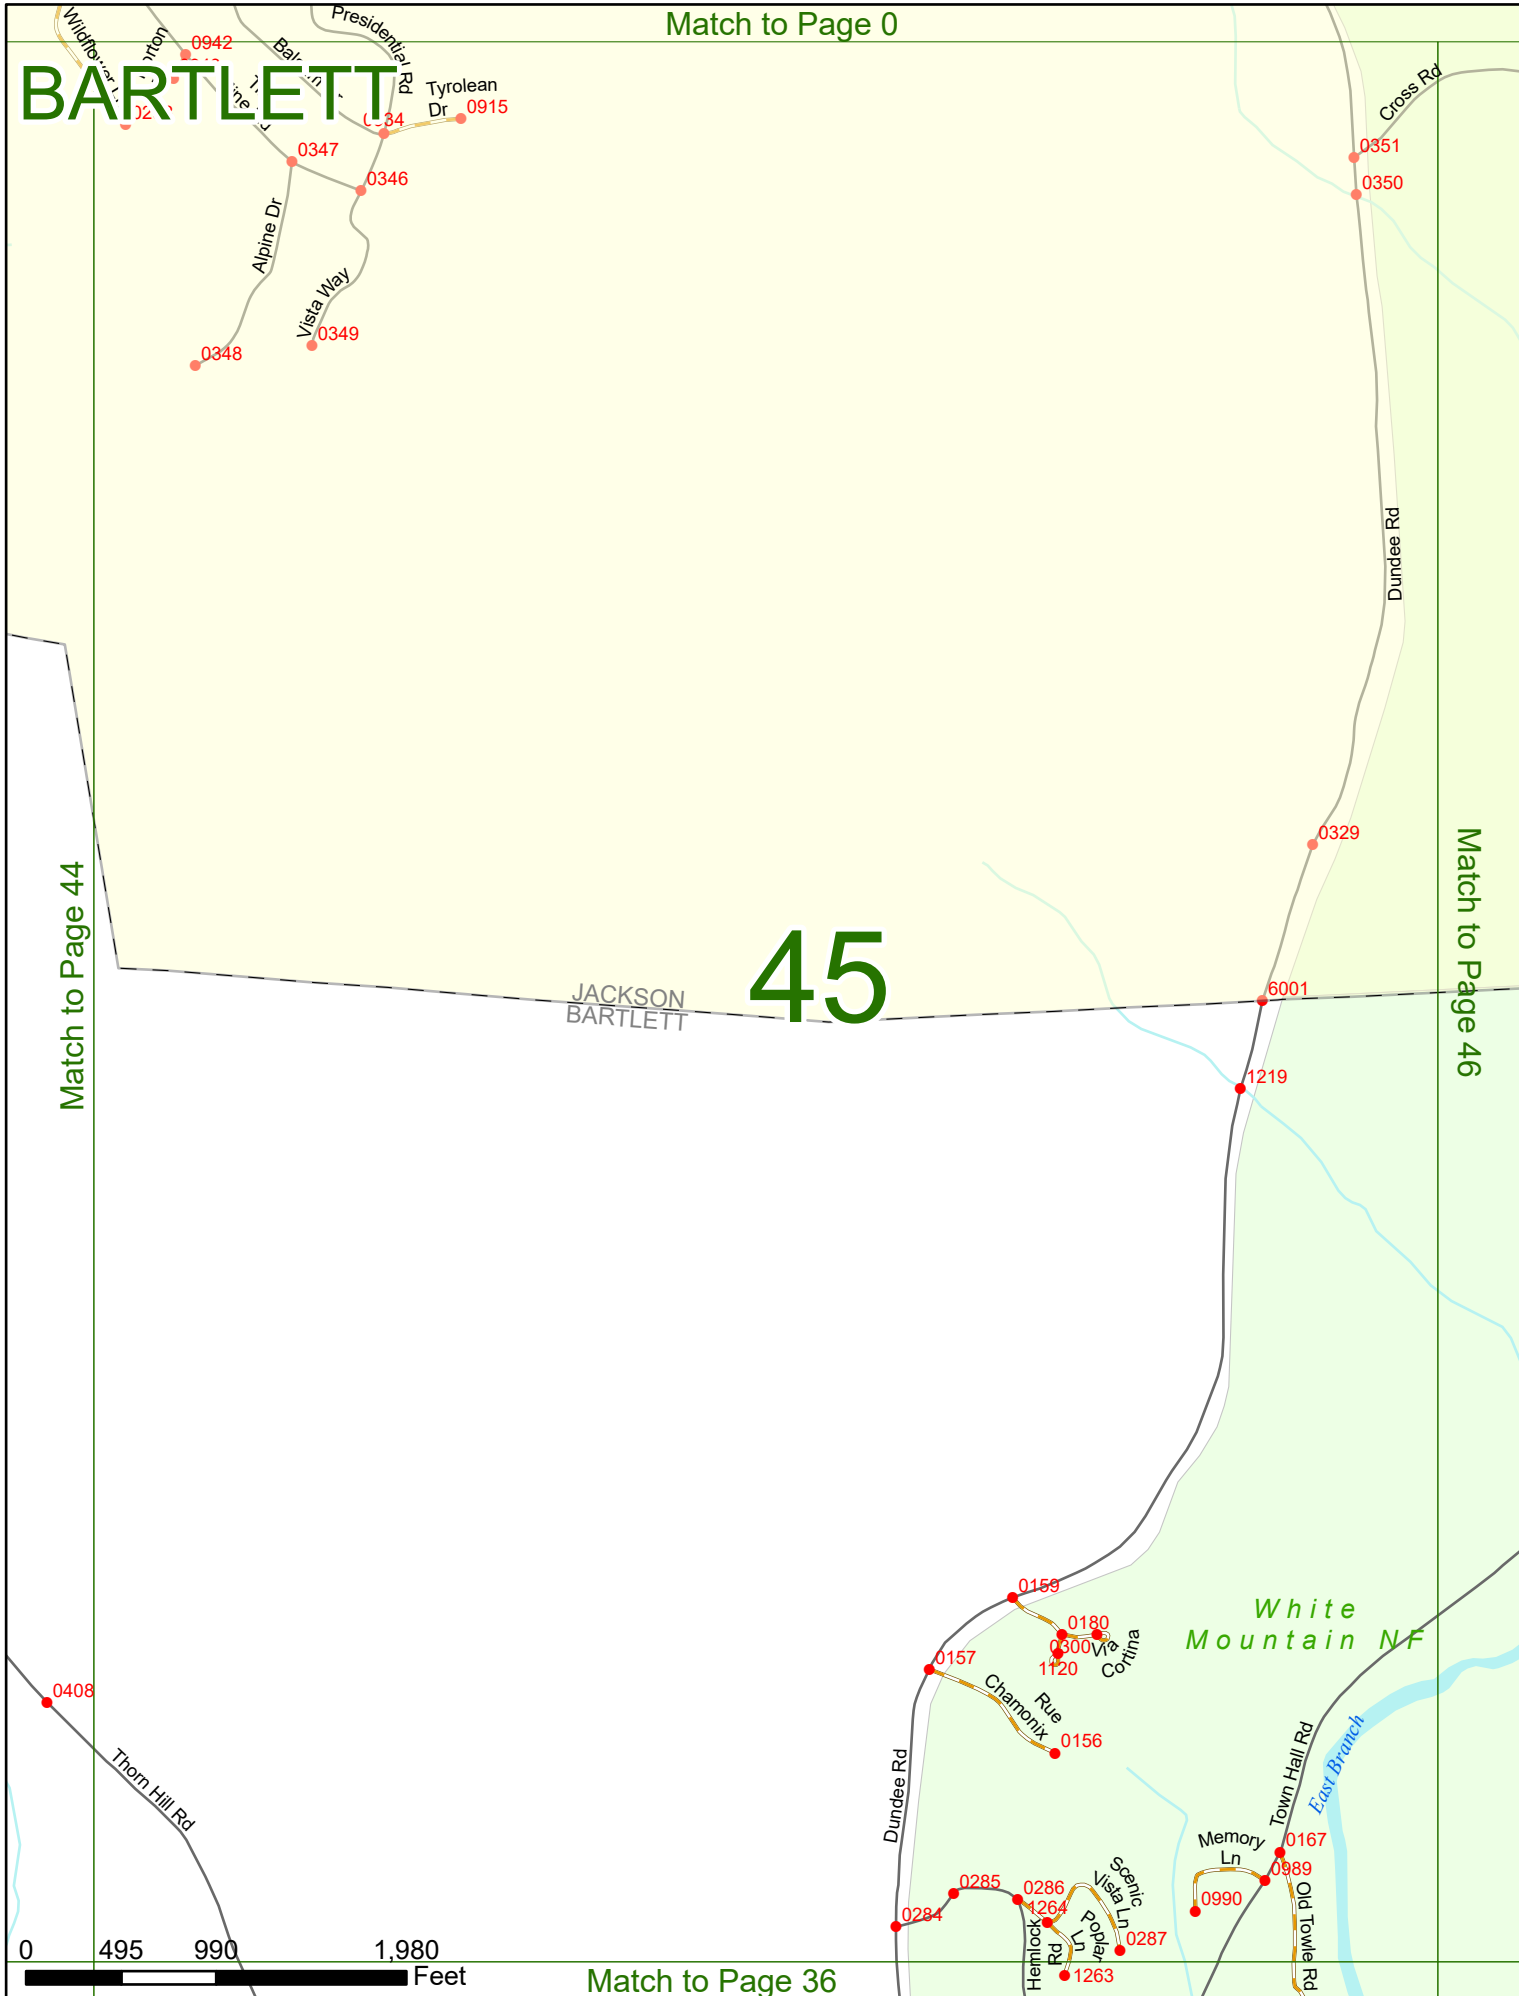 Match to Page 0
Presidential Rd
0942
BARTLETT
Tyrolean
Dr
0915
Cross Rd
0347
0346
0351
0350
Alpine Dr
Vista Way
0349
0348
Dundee Rd
0329
Match to Page 44
Match to Page 46
45
JACKSON
BARTLETT
6001
1219
0159
0180
0300
1120
Via
Cortina
White
Mountain NF
0157
Rue
Chamonix
0156
0408
Thorn Hill Rd
Dundee Rd
Town Hall Rd
East Branch
0167
Memory
Ln
0989
0990
Old Towle Rd
0285
0286
1264
0284
Scenic
Vista Ln
Poplar
Ln
0287
Hemlock
Rd
1263
0 495 990 1,980
Feet
Match to Page 36